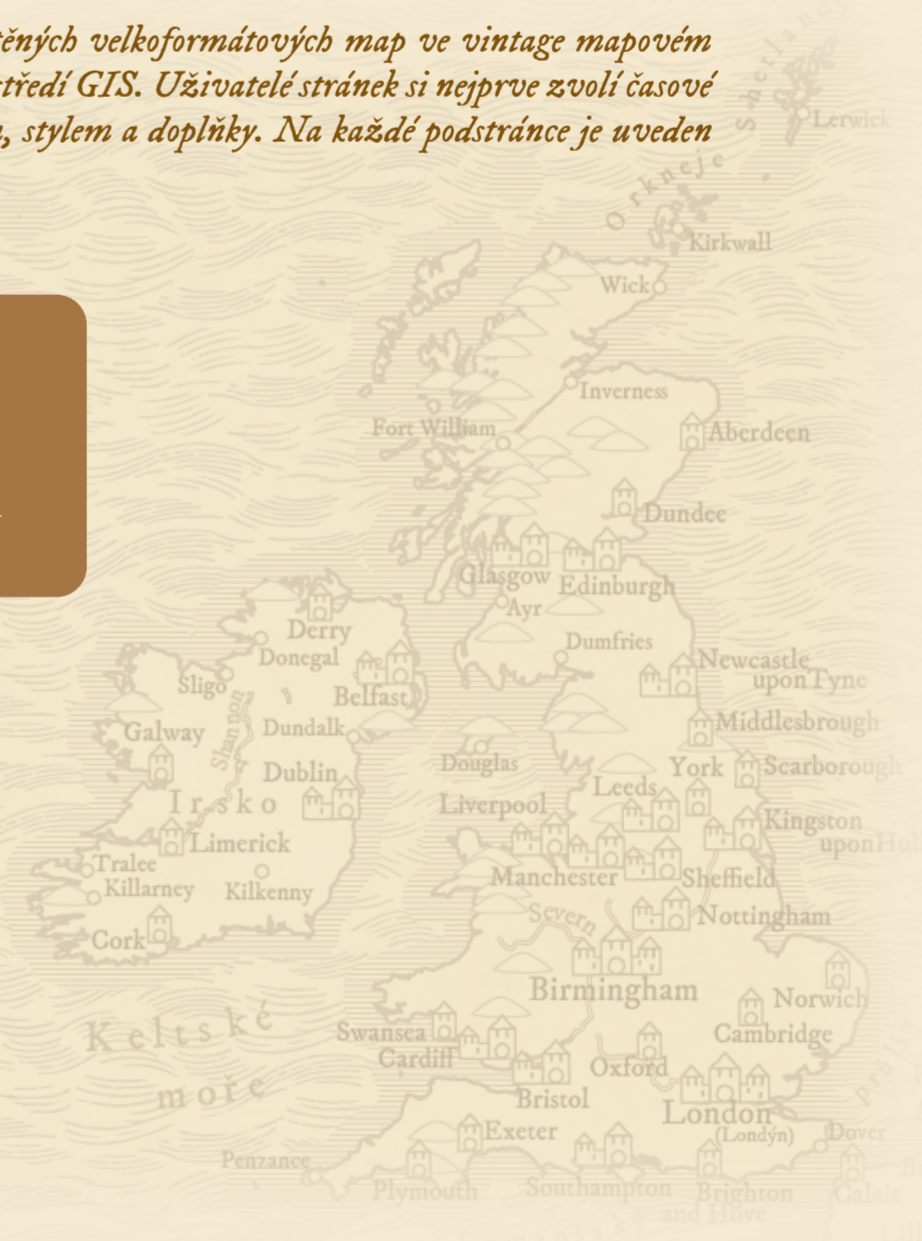 těných velkoformátových map ve vintage mapovém
středí GIS. Uživatelé stránek si nejprve zvolí časové
, stylem a doplňky. Na každé podstránce je uveden
Shetlandy
Lerwick
Orkneje
Kirkwall
Wick
Inverness
Fort William
Aberdeen
Dundee
Glasgow
Edinburgh
Ayr
Derry
Dumfries
Donegal
Newcastle
uponTyne
Sligo
Belfast
Shannon
Galway
Dundalk
Middlesbrough
Douglas
Dublin
York
Scarborough
Leeds
Irsko
Liverpool
Kingston
uponHull
Limerick
Tralee
Manchester
Sheffield
Killarney
Kilkenny
Severn
Nottingham
Cork
Birmingham
Norwich
Keltské
moře
Swansea
Cambridge
Cardiff
Oxford
Bristol
London
(Londýn)
Exeter
Dover
Penzance
Plymouth
Southampton
Brighton
and Hove
Calais